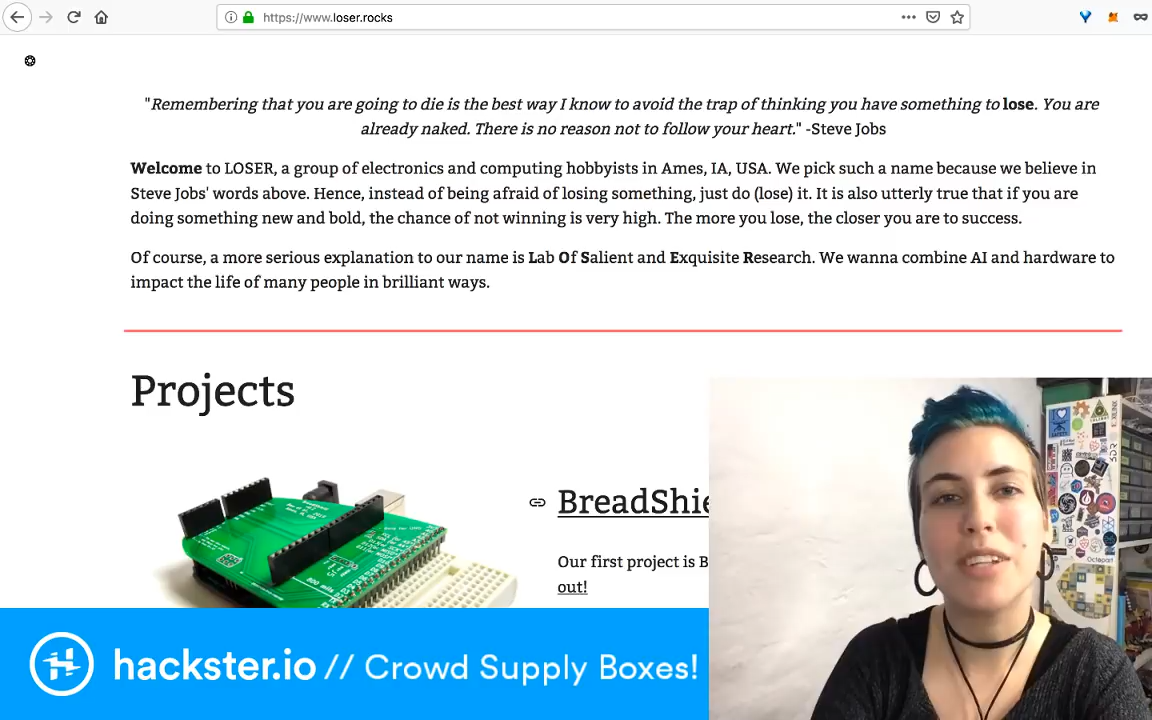 https://www.loser.rocks
"Remembering that you are going to die is the best way I know to avoid the trap of thinking you have something to lose. You are
already naked. There is no reason not to follow your heart." -Steve Jobs
Welcome to LOSER, a group of electronics and computing hobbyists in Ames, IA, USA. We pick such a name because we believe in
Steve Jobs' words above. Hence, instead of being afraid of losing something, just do (lose) it. It is also utterly true that if you are
doing something new and bold, the chance of not winning is very high. The more you lose, the closer you are to success.
Of course, a more serious explanation to our name is Lab Of Salient and Exquisite Research. We wanna combine AI and hardware to
impact the life of many people in brilliant ways.
Projects
BreadShie
Our first project is B
out!
hackster.io // Crowd Supply Boxes!
Octopart